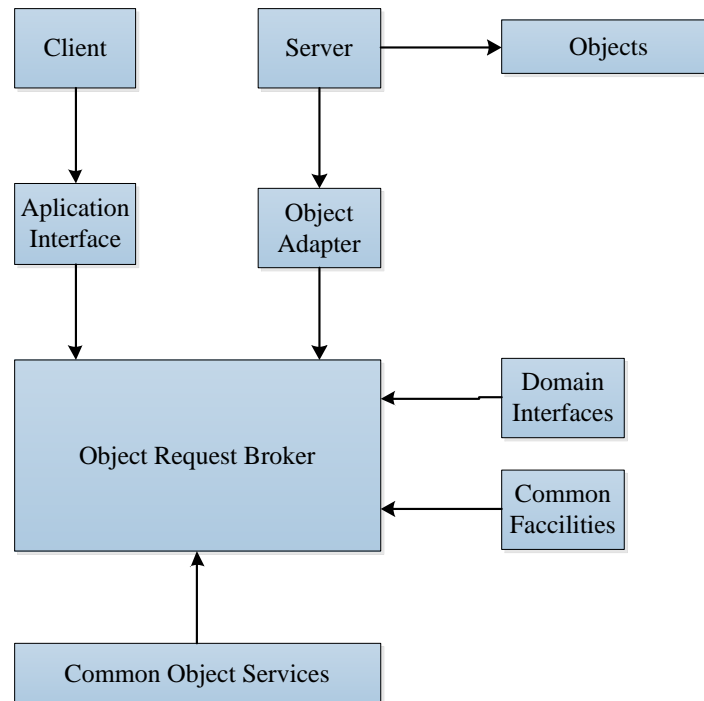 Client
Server
Objects
Aplication
Interface
Object
Adapter
Object Request Broker
Domain
Interfaces
Common
Faccilities
Common Object Services